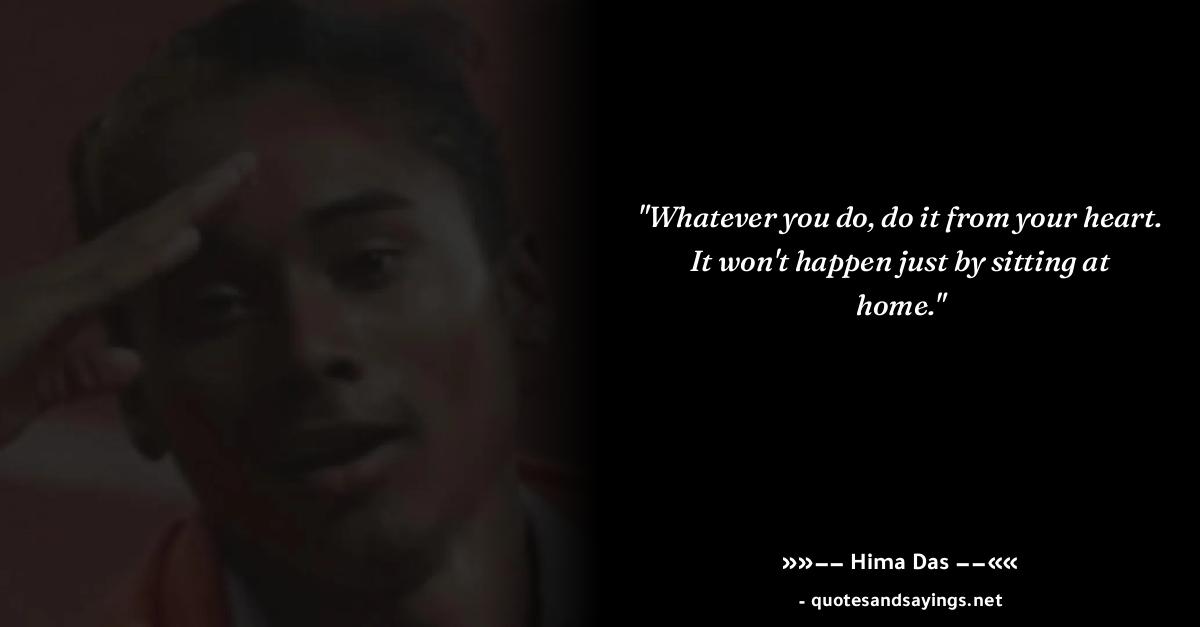 "Whatever you do, do it from your heart.
It won't happen just by sitting at
home."
»»–– Hima Das ––««
- quotesandsayings.net